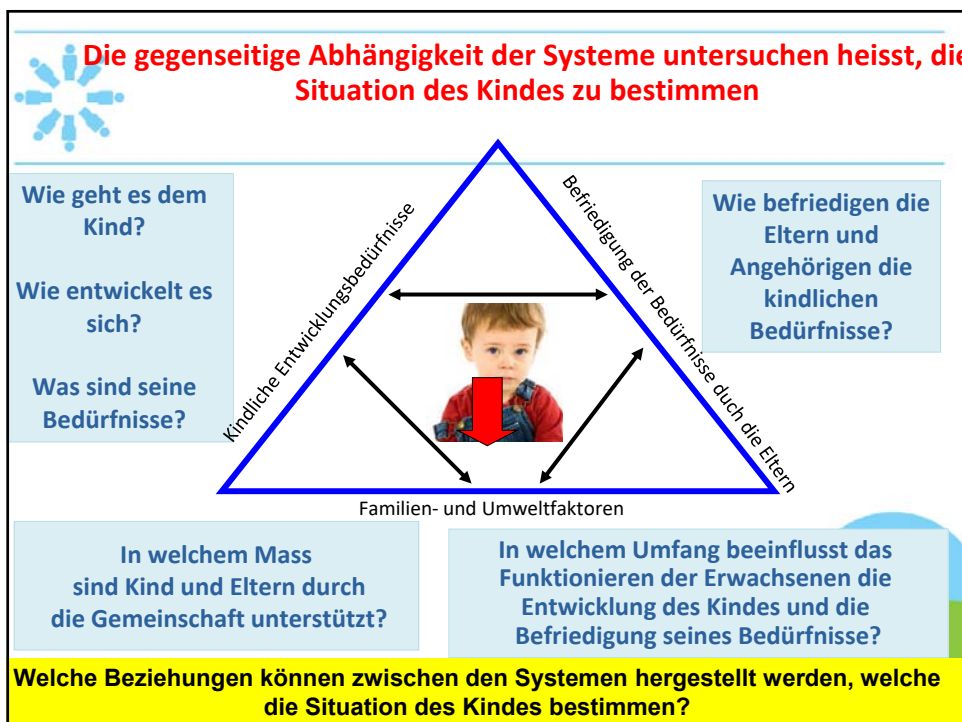 Die gegenseitige Abhängigkeit der Systeme untersuchen heisst, die
Situation des Kindes zu bestimmen
Wie geht es dem
Kind?
Wie entwickelt es
sich?
Was sind seine
Bedürfnisse?
Kindliche Entwicklungsbedürfnisse
Befriedigung der Bedürfnisse duch die Eltern
Wie befriedigen die
Eltern und
Angehörigen die
kindlichen
Bedürfnisse?
Familien- und Umweltfaktoren
In welchem Mass
sind Kind und Eltern durch
die Gemeinschaft unterstützt?
In welchem Umfang beeinflusst das
Funktionieren der Erwachsenen die
Entwicklung des Kindes und die
Befriedigung seines Bedürfnisse?
Welche Beziehungen können zwischen den Systemen hergestellt werden, welche
die Situation des Kindes bestimmen?